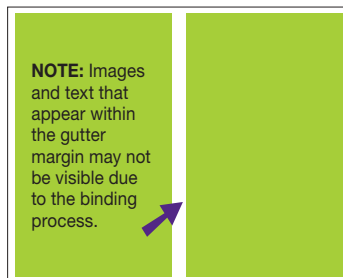 NOTE: Images
and text that
appear within
the gutter
margin may not
be visible due
to the binding
process.